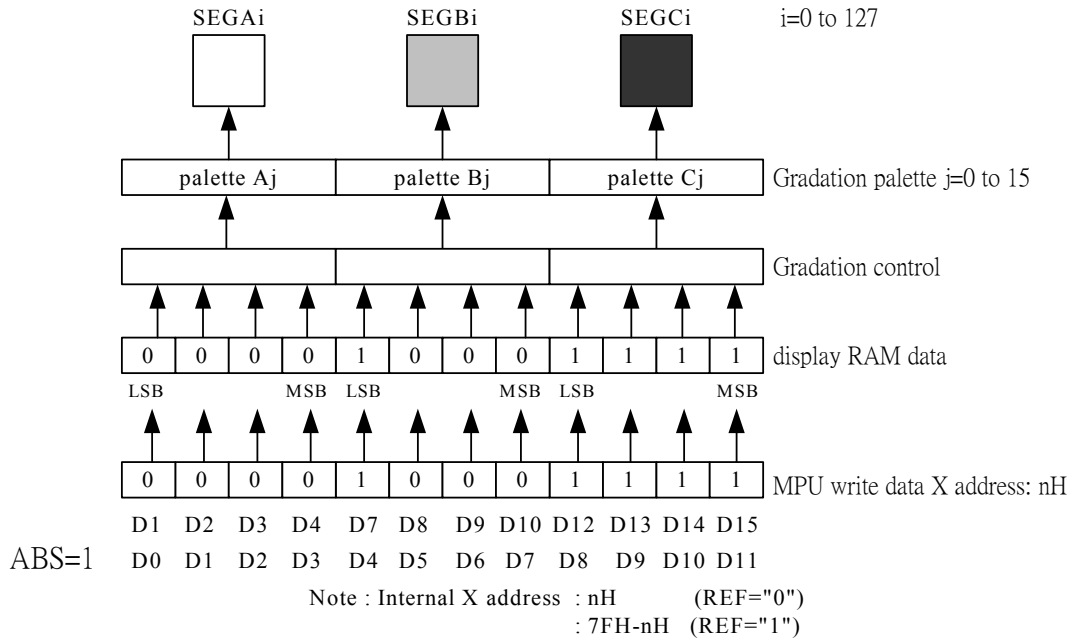 SEGAi SEGBi SEGCi i=0 to 127
palette Aj palette Bj palette Cj Gradation palette j=0 to 15
Gradation control
0 0 0 0 1 0 0 0 1 1 1 1 display RAM data
LSB MSB LSB MSB LSB MSB
0 0 0 0 1 0 0 0 1 1 1 1 MPU write data X address: nH
D1 D2 D3 D4 D7 D8 D9 D10 D12 D13 D14 D15
ABS=1 D0 D1 D2 D3 D4 D5 D6 D7 D8 D9 D10 D11
Note : Internal X address : nH (REF="0")
: 7FH-nH (REF="1")